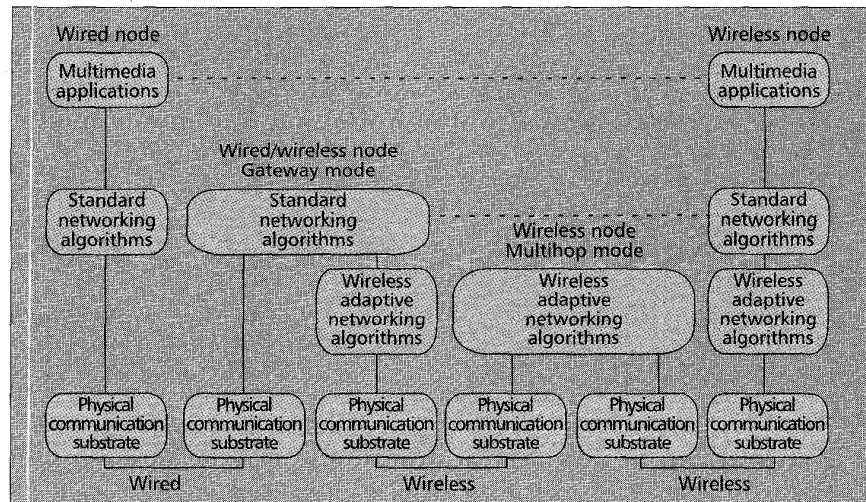 Wired node
Wireless node
Multimedia
applications
Multimedia
applications
Wired/wireless node
Gateway mode
Standard
networking
algorithms
Standard
networking
algorithms
Wireless node
Multihop mode
Standard
networking
algorithms
Wireless
adaptive
networking
algorithms
Wireless
adaptive
networking
algorithms
Wireless
adaptive
networking
algorithms
Physical
communication
substrate
Physical
communication
substrate
Physical
communication
substrate
Physical
communication
substrate
Physical
communication
substrate
Physical
communication
substrate
Wired
Wireless
Wireless